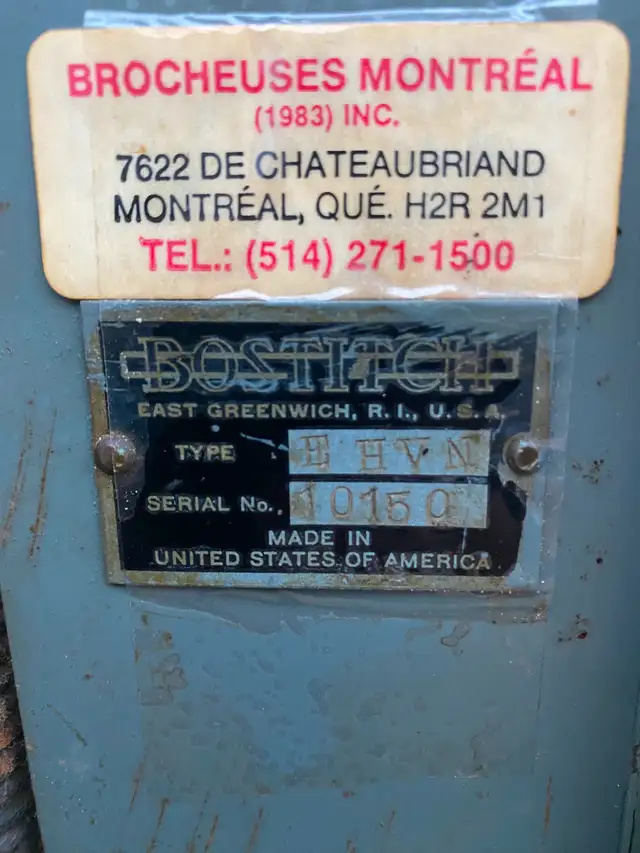 BROCHEUSES MONTRÉAL
(1983) INC.
7622 DE CHATEAUBRIAND
MONTRÉAL, QUÉ. H2R 2M1
TEL.: (514) 271-1500
BOSTITCH
EAST GREENWICH, R. I., U. S. A.
TYPE E HVN
SERIAL No. 10150
MADE IN
UNITED STATES OF AMERICA